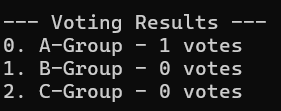 --- Voting Results ---
0. A-Group - 1 votes
1. B-Group - 0 votes
2. C-Group - 0 votes